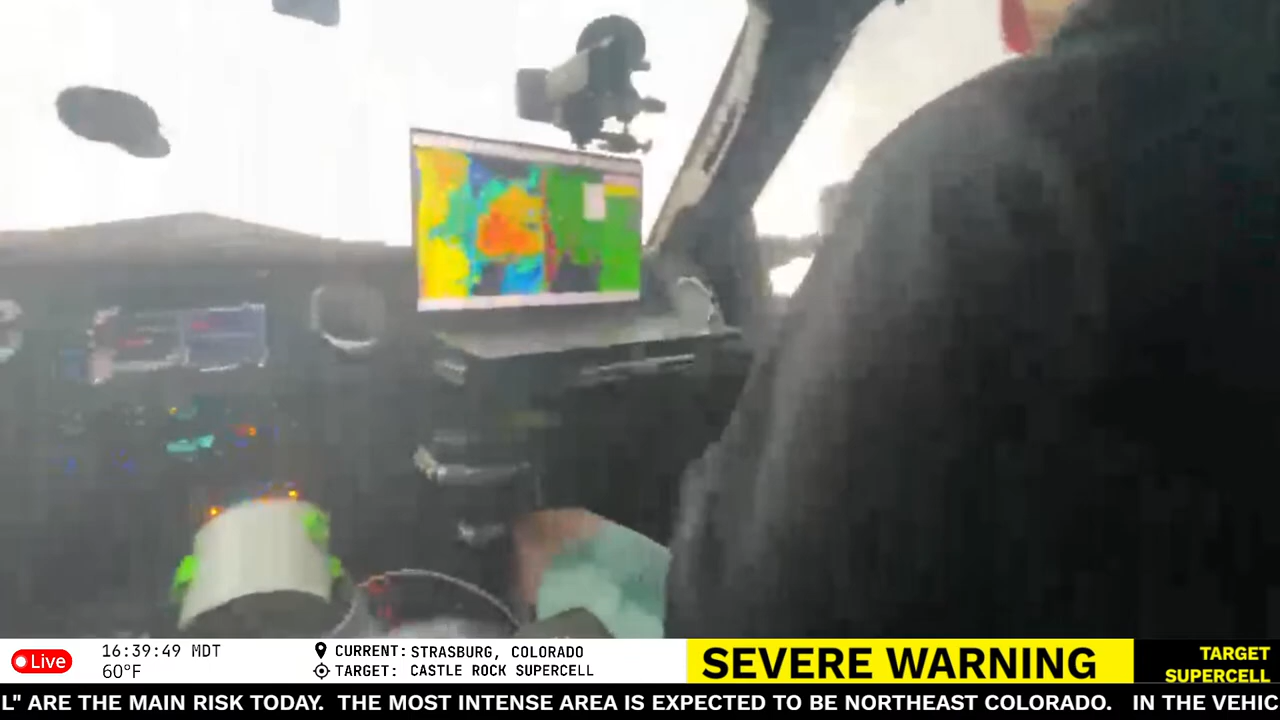 Live
16:39:49 MDT
60°F
CURRENT: STRASBURG, COLORADO
TARGET: CASTLE ROCK SUPERCELL
SEVERE WARNING
TARGET
SUPERCELL
L" ARE THE MAIN RISK TODAY. THE MOST INTENSE AREA IS EXPECTED TO BE NORTHEAST COLORADO. IN THE VEHIC